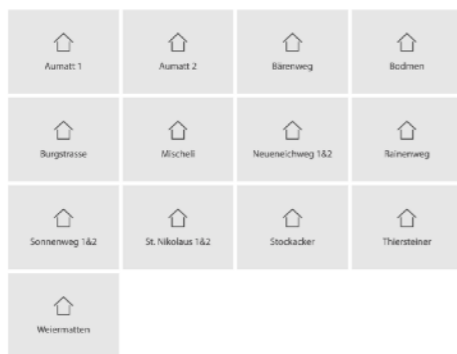 Aumatt 1
Aumatt 2
Bärenweg
Bodmen
Burgstrasse
Mischeli
Neueneichweg 1&2
Rainenweg
Sonnenweg 1&2
St. Nikolaus 1&2
Stockacker
Thiersteiner
Weiermatten